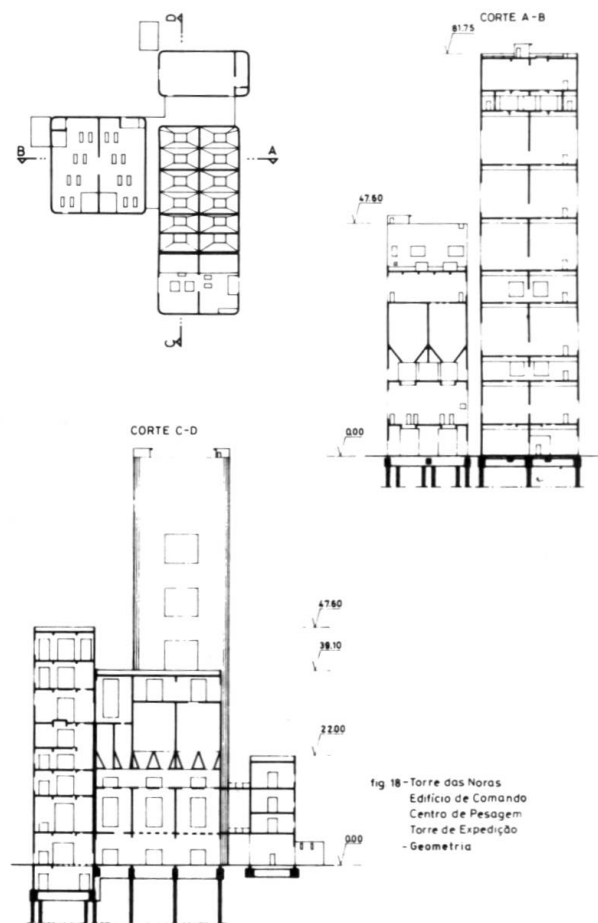 CORTE A-B
81.75
D
B
A
47.60
C
0.00
CORTE C-D
47.60
39.10
22.00
fig 18-Torre das Noras
Edifício de Comando
Centro de Pesagem
Torre de Expedição
- Geometria
0.00